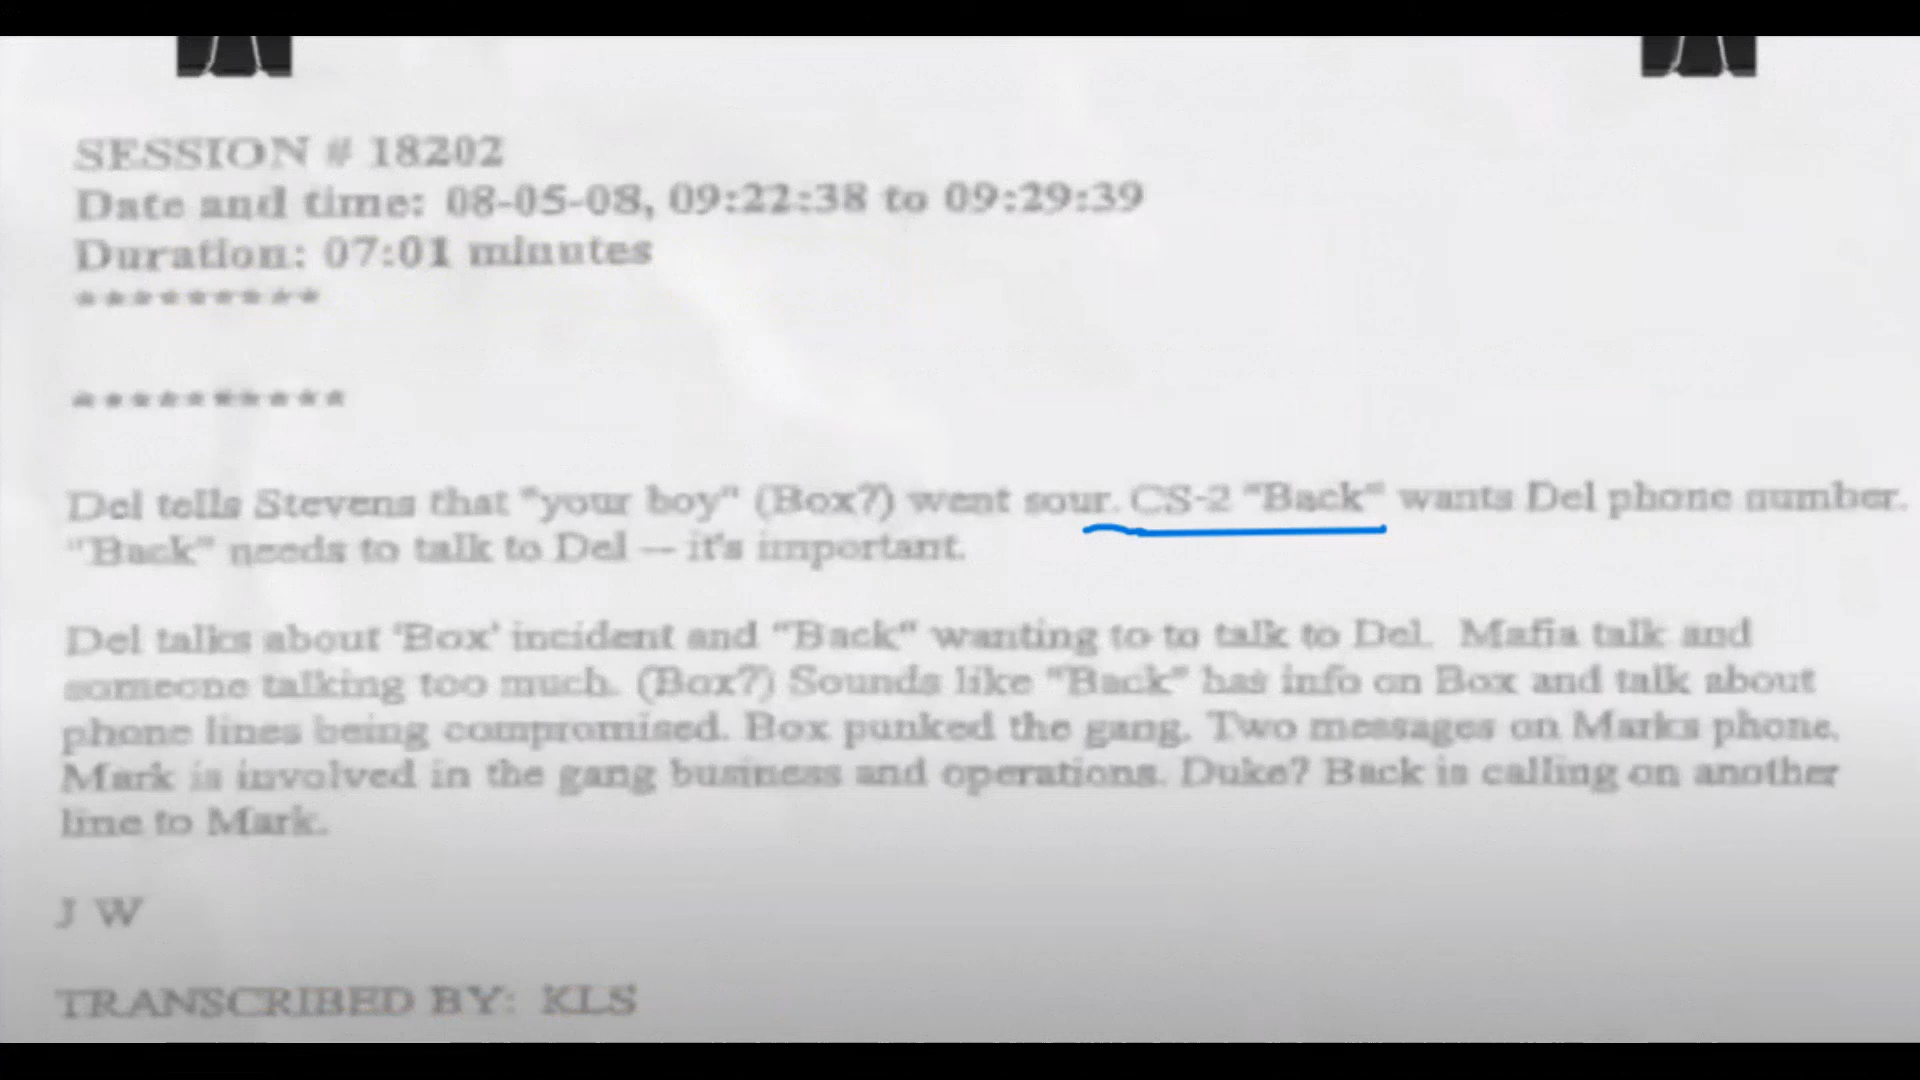 SESSION # 18202
Date and time: 08-05-08, 09:22:38 to 09:29:39
Duration: 07:01 minutes
*********
**********
Del tells Stevens that "your boy" (Box?) went sour. CS-2 "Back" wants Del phone number.
"Back" needs to talk to Del — it's important.
Del talks about 'Box' incident and "Back" wanting to to talk to Del. Mafia talk and
someone talking too much. (Box?) Sounds like "Back" has info on Box and talk about
phone lines being compromised. Box punked the gang. Two messages on Marks phone.
Mark is involved in the gang business and operations. Duke? Back is calling on another
line to Mark.
J W
TRANSCRIBED BY: KLS